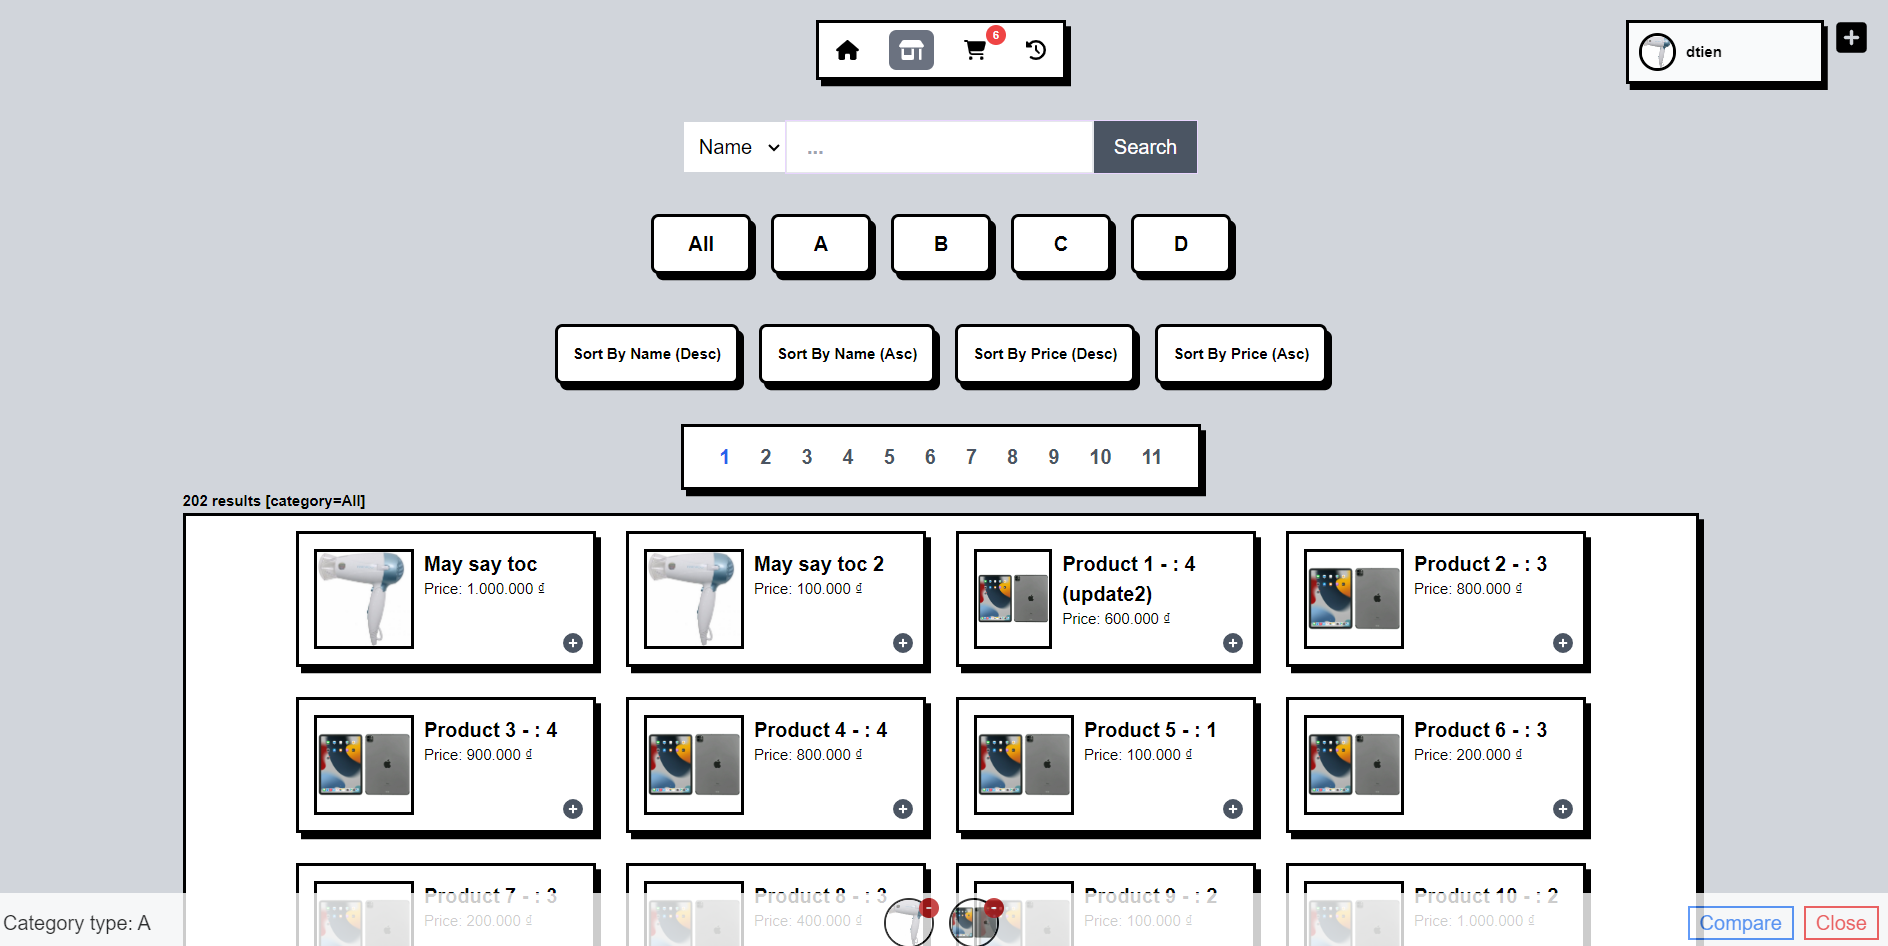 6
dtien
Name
...
Search
All
A
B
C
D
Sort By Name (Desc)
Sort By Name (Asc)
Sort By Price (Desc)
Sort By Price (Asc)
1 2 3 4 5 6 7 8 9 10 11
202 results [category=All]
May say toc
Price: 1.000.000 ₫
May say toc 2
Price: 100.000 ₫
Product 1 - : 4
(update2)
Price: 600.000 ₫
Product 2 - : 3
Price: 800.000 ₫
Product 3 - : 4
Price: 900.000 ₫
Product 4 - : 4
Price: 800.000 ₫
Product 5 - : 1
Price: 100.000 ₫
Product 6 - : 3
Price: 200.000 ₫
Product 7 - : 3
Price: 200.000 ₫
Product 8 - : 3
Price: 400.000 ₫
Product 9 - : 2
Price: 100.000 ₫
Product 10 - : 2
Price: 1.000.000 ₫
Category type: A
Compare
Close